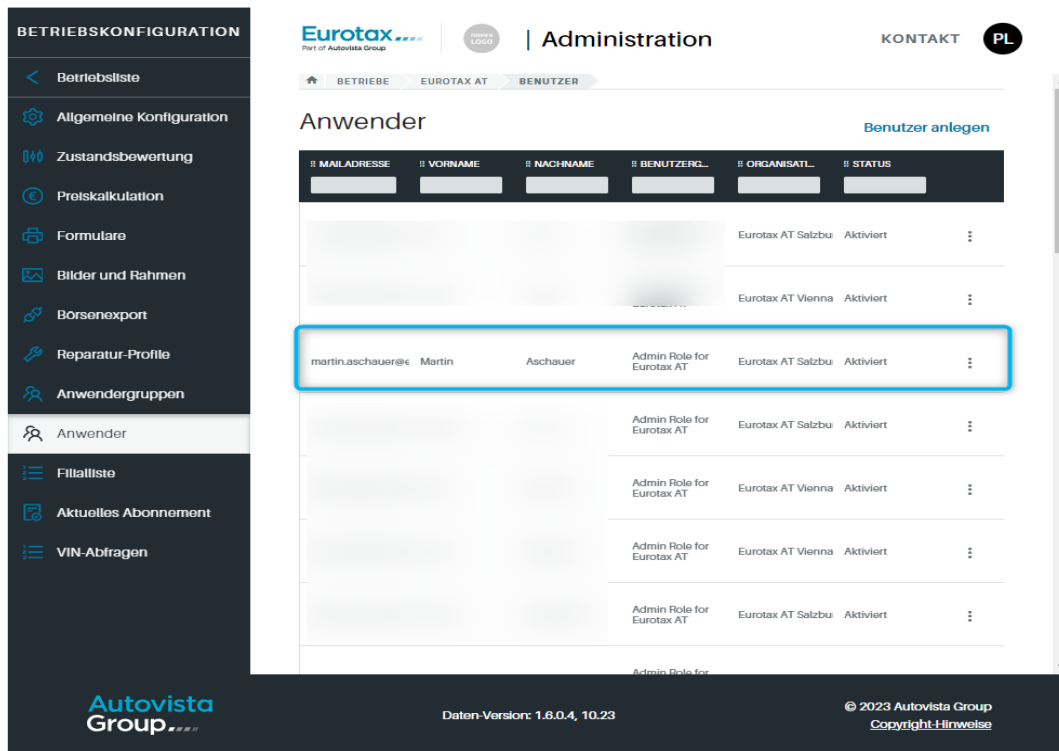 BETRIEBSKONFIGURATION
Betriebsliste
Allgemeine Konfiguration
Zustandsbewertung
Preiskalkulation
Formulare
Bilder und Rahmen
Börsenexport
Reparatur-Profile
Anwendergruppen
Anwender
Filialliste
Aktuelles Abonnement
VIN-Abfragen
Eurotax....
Part of Autovista Group
LOGO
| Administration
KONTAKT
PL
BETRIEBE EUROTAX AT BENUTZER
Anwender
Benutzer anlegen
MAILADRESSE VORNAME NACHNAME BENUTZERG... ORGANISATI... STATUS
Eurotax AT Salzbu Aktiviert
Eurotax AT Vienna Aktiviert
martin.aschauer@e Martin Aschauer Admin Role for Eurotax AT Eurotax AT Salzbu Aktiviert
Admin Role for Eurotax AT Eurotax AT Salzbu Aktiviert
Admin Role for Eurotax AT Eurotax AT Vienna Aktiviert
Admin Role for Eurotax AT Eurotax AT Vienna Aktiviert
Admin Role for Eurotax AT Eurotax AT Salzbu Aktiviert
Admin Role for
Autovista
Group....
Daten-Version: 1.6.0.4, 10.23
© 2023 Autovista Group
Copyright-Hinweise